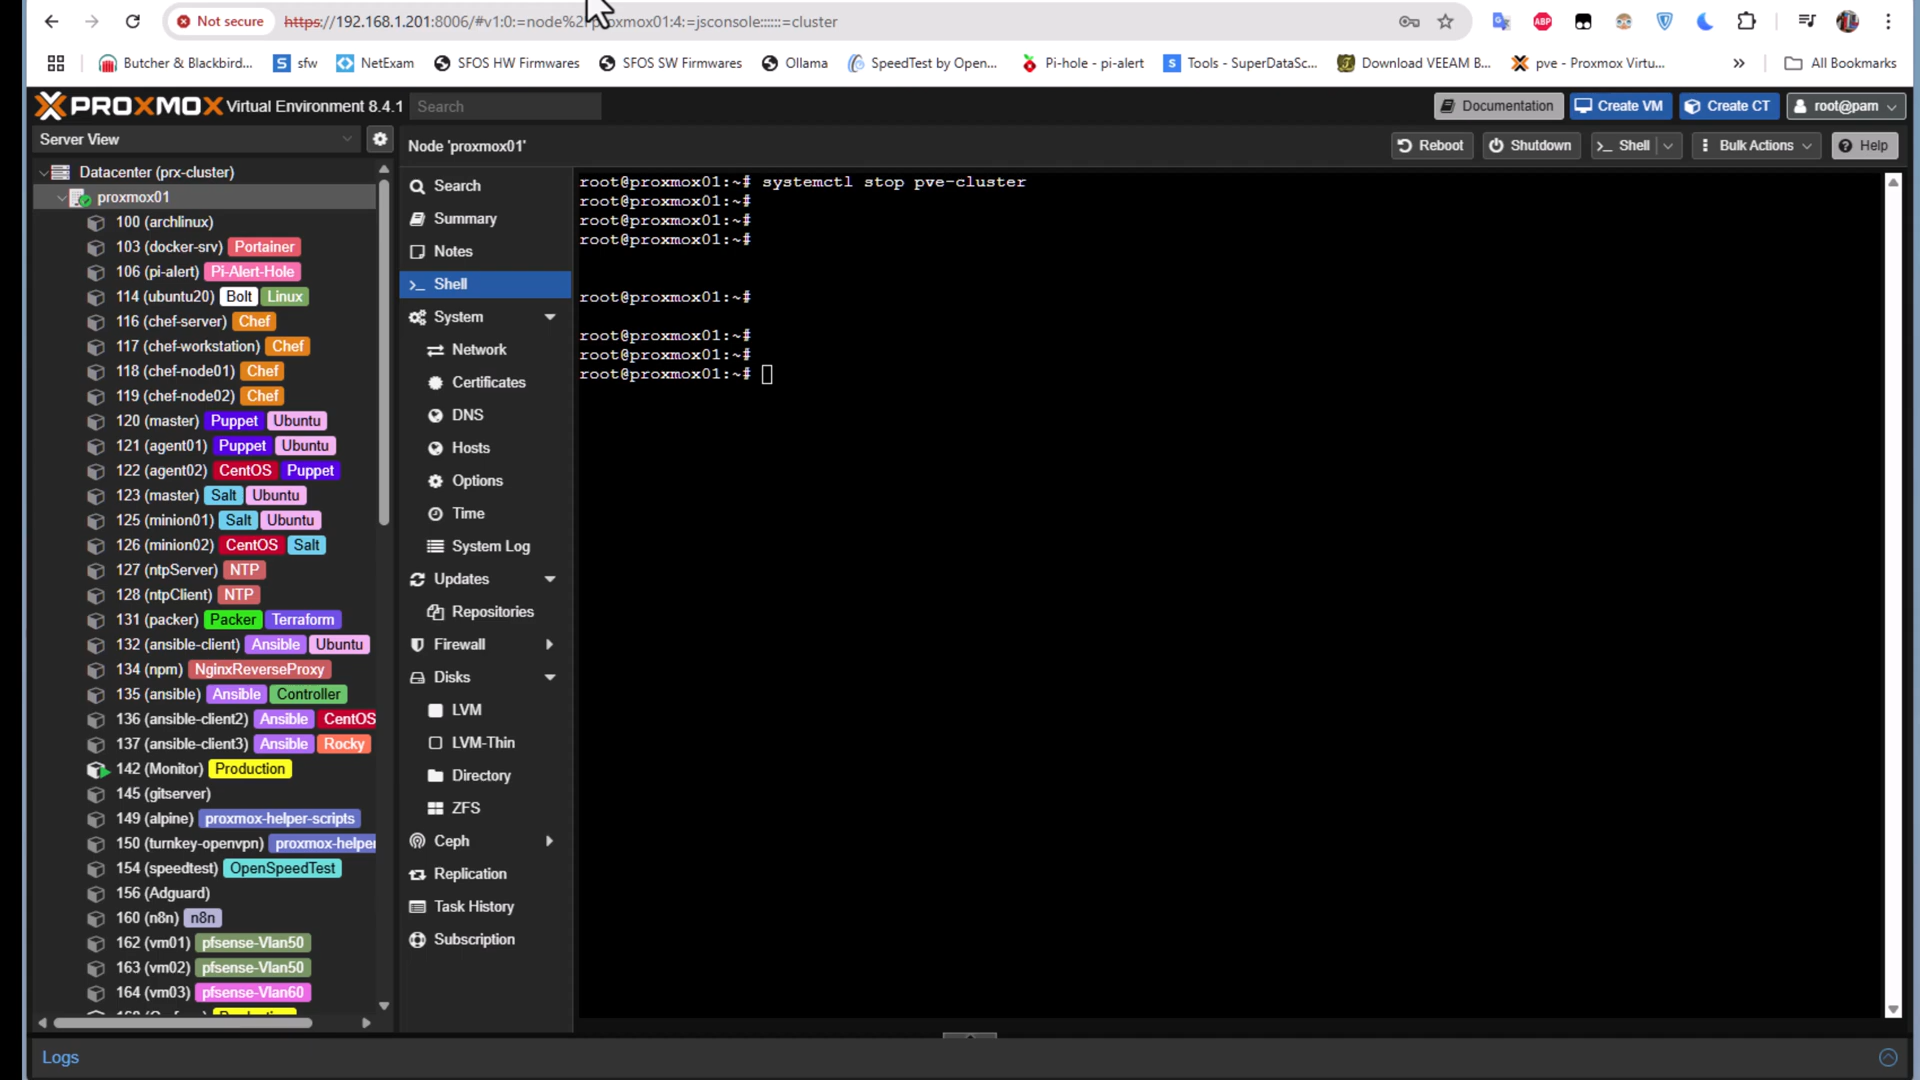 Not secure https://192.168.1.201:8006/#v1:0:=node%2Fproxmox01:4:=jsconsole::::::=cluster
Butcher & Blackbird... sfw NetExam SFOS HW Firmwares SFOS SW Firmwares Ollama SpeedTest by Open... Pi-hole - pi-alert Tools - SuperDataSc... Download VEEAM B... pve - Proxmox Virtu... » All Bookmarks
PROXMOX Virtual Environment 8.4.1 Search Documentation Create VM Create CT root@pam
Server View
Node 'proxmox01' Reboot Shutdown Shell Bulk Actions Help
Datacenter (prx-cluster)
proxmox01
100 (archlinux)
103 (docker-srv) Portainer
106 (pi-alert) Pi-Alert-Hole
114 (ubuntu20) Bolt Linux
116 (chef-server) Chef
117 (chef-workstation) Chef
118 (chef-node01) Chef
119 (chef-node02) Chef
120 (master) Puppet Ubuntu
121 (agent01) Puppet Ubuntu
122 (agent02) CentOS Puppet
123 (master) Salt Ubuntu
125 (minion01) Salt Ubuntu
126 (minion02) CentOS Salt
127 (ntpServer) NTP
128 (ntpClient) NTP
131 (packer) Packer Terraform
132 (ansible-client) Ansible Ubuntu
134 (npm) NginxReverseProxy
135 (ansible) Ansible Controller
136 (ansible-client2) Ansible CentOS
137 (ansible-client3) Ansible Rocky
142 (Monitor) Production
145 (gitserver)
149 (alpine) proxmox-helper-scripts
150 (turnkey-openvpn) proxmox-helper
154 (speedtest) OpenSpeedTest
156 (Adguard)
160 (n8n) n8n
162 (vm01) pfsense-Vlan50
163 (vm02) pfsense-Vlan50
164 (vm03) pfsense-Vlan60
Search
Summary
Notes
Shell
System
Network
Certificates
DNS
Hosts
Options
Time
System Log
Updates
Repositories
Firewall
Disks
LVM
LVM-Thin
Directory
ZFS
Ceph
Replication
Task History
Subscription
root@proxmox01:~# systemctl stop pve-cluster
root@proxmox01:~#
root@proxmox01:~#
root@proxmox01:~#
root@proxmox01:~#
root@proxmox01:~#
root@proxmox01:~#
root@proxmox01:~#
Logs